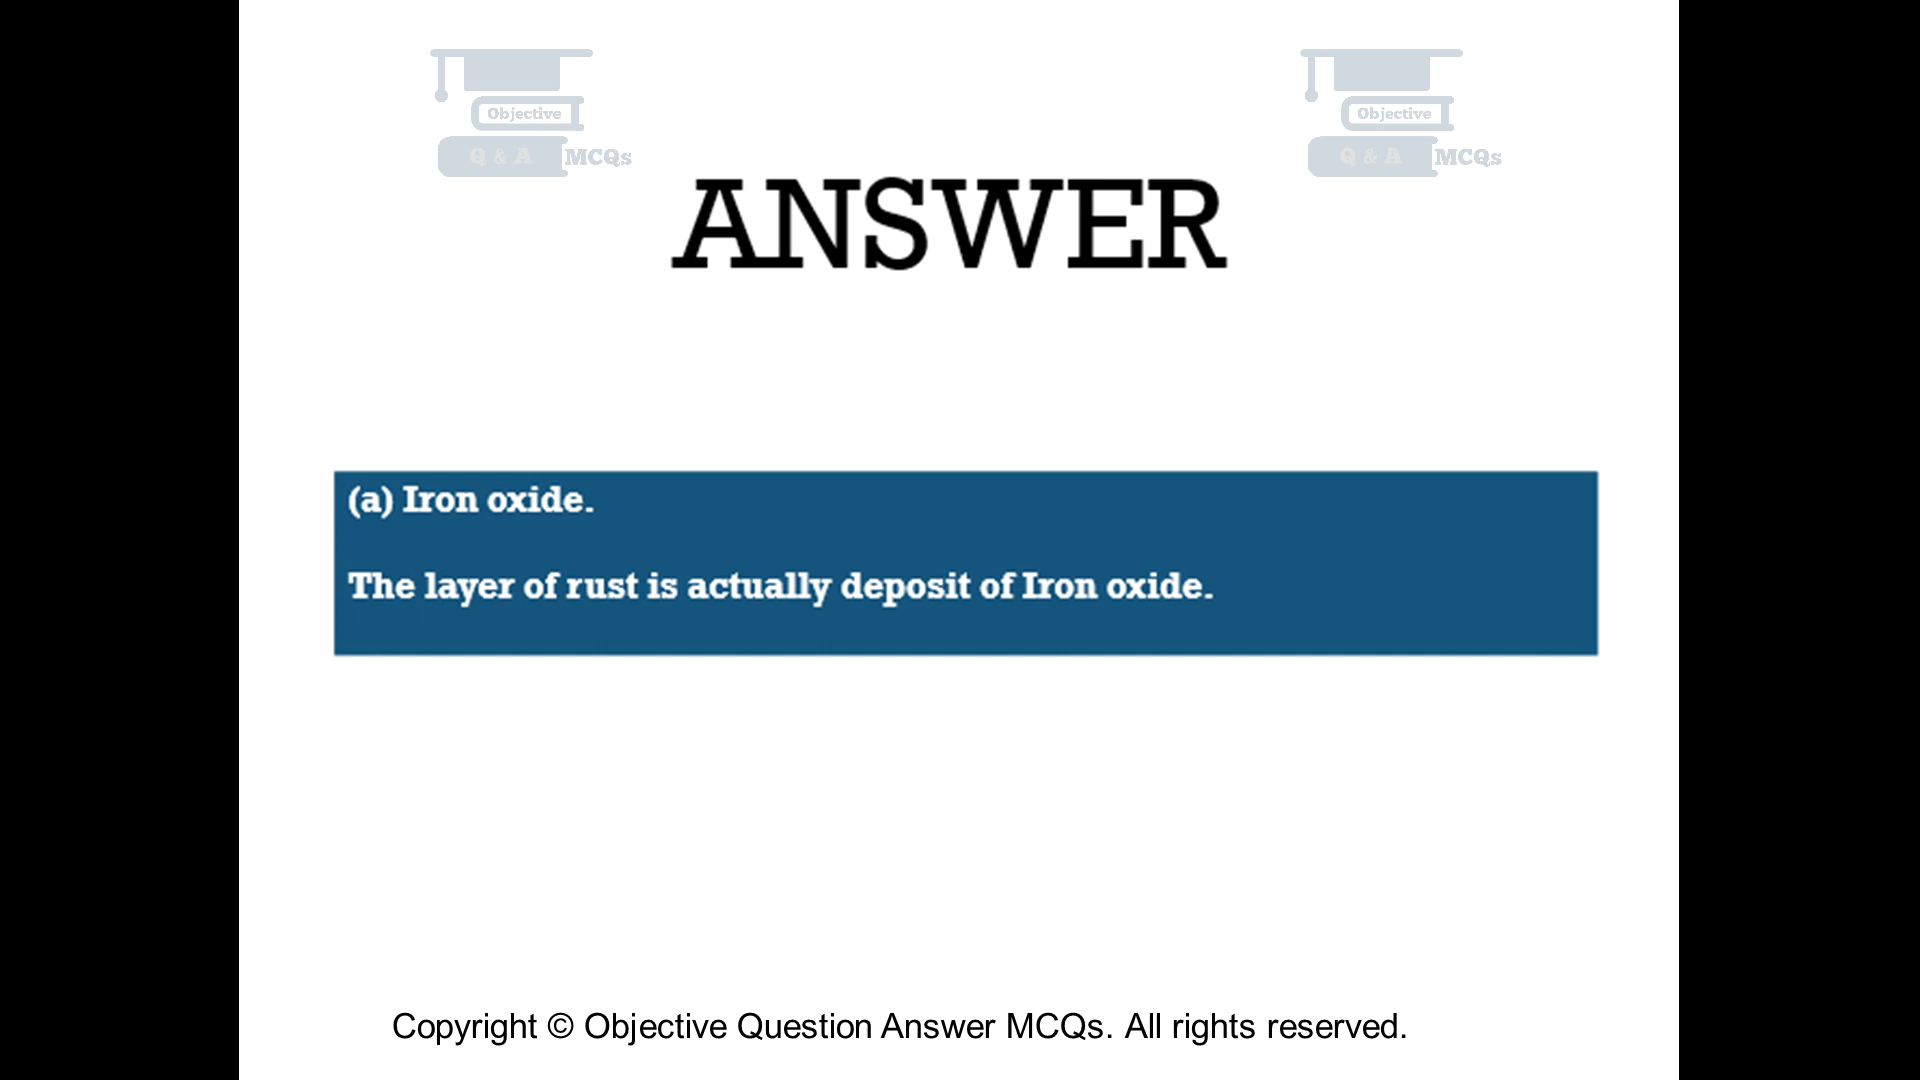 Objective
Q & A MCQs
Objective
Q & A MCQs
ANSWER
(a) Iron oxide.
The layer of rust is actually deposit of Iron oxide.
Copyright © Objective Question Answer MCQs. All rights reserved.